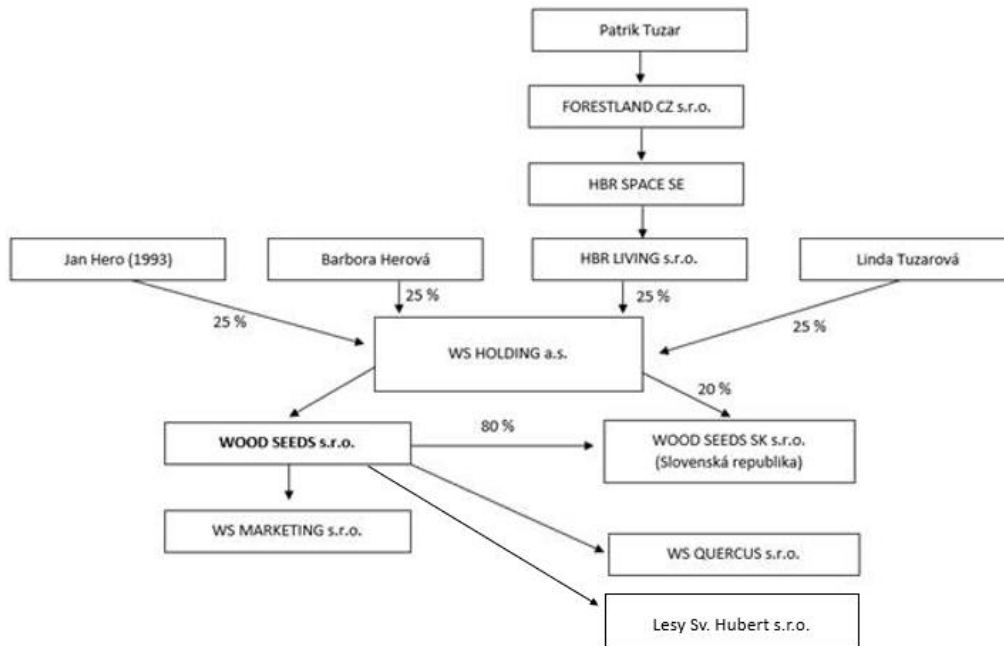 Patrik Tuzar
FORESTLAND CZ s.r.o.
HBR SPACE SE
Jan Hero (1993)
Barbora Herová
HBR LIVING s.r.o.
Linda Tuzarová
25 %
25 %
25 %
25 %
WS HOLDING a.s.
20 %
WOOD SEEDS s.r.o.
80 %
WOOD SEEDS SK s.r.o.
(Slovenská republika)
WS MARKETING s.r.o.
WS QUERCUS s.r.o.
Lesy Sv. Hubert s.r.o.